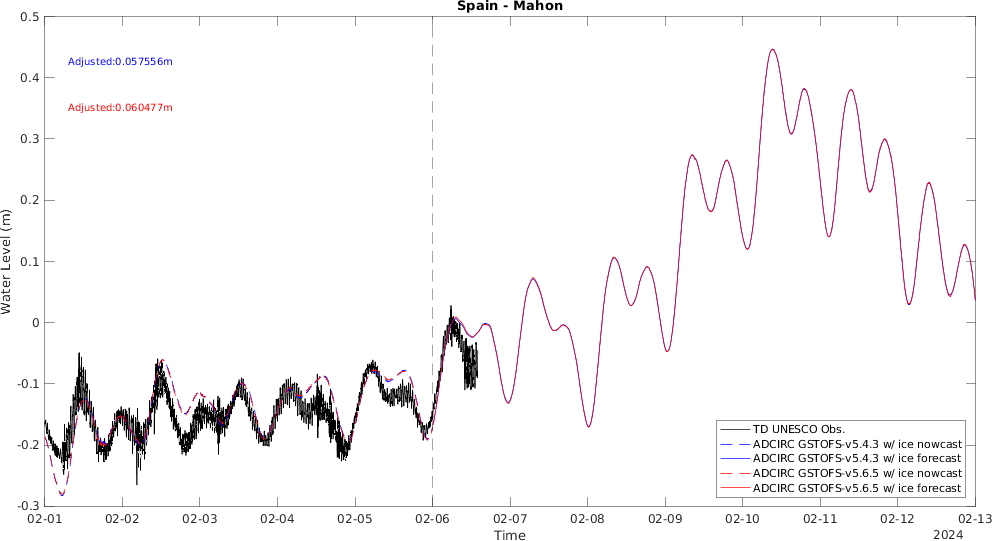 Spain - Mahon
0.5
0.4
0.3
0.2
0.1
0
-0.1
-0.2
-0.3
Water Level (m)
Adjusted:0.057556m
Adjusted:0.060477m
TD UNESCO Obs.
ADCIRC GSTOFS-v5.4.3 w/ ice nowcast
ADCIRC GSTOFS-v5.4.3 w/ ice forecast
ADCIRC GSTOFS-v5.6.5 w/ ice nowcast
ADCIRC GSTOFS-v5.6.5 w/ ice forecast
02-01 02-02 02-03 02-04 02-05 02-06 02-07 02-08 02-09 02-10 02-11 02-12 02-13
Time
2024